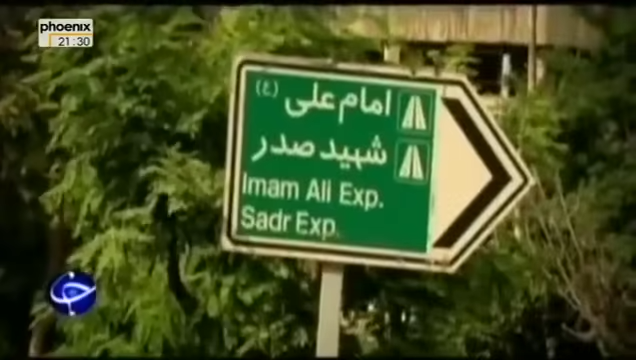 phoenix
21:30
امام علی (ع)
شهید صدر
Imam Ali Exp.
Sadr Exp.